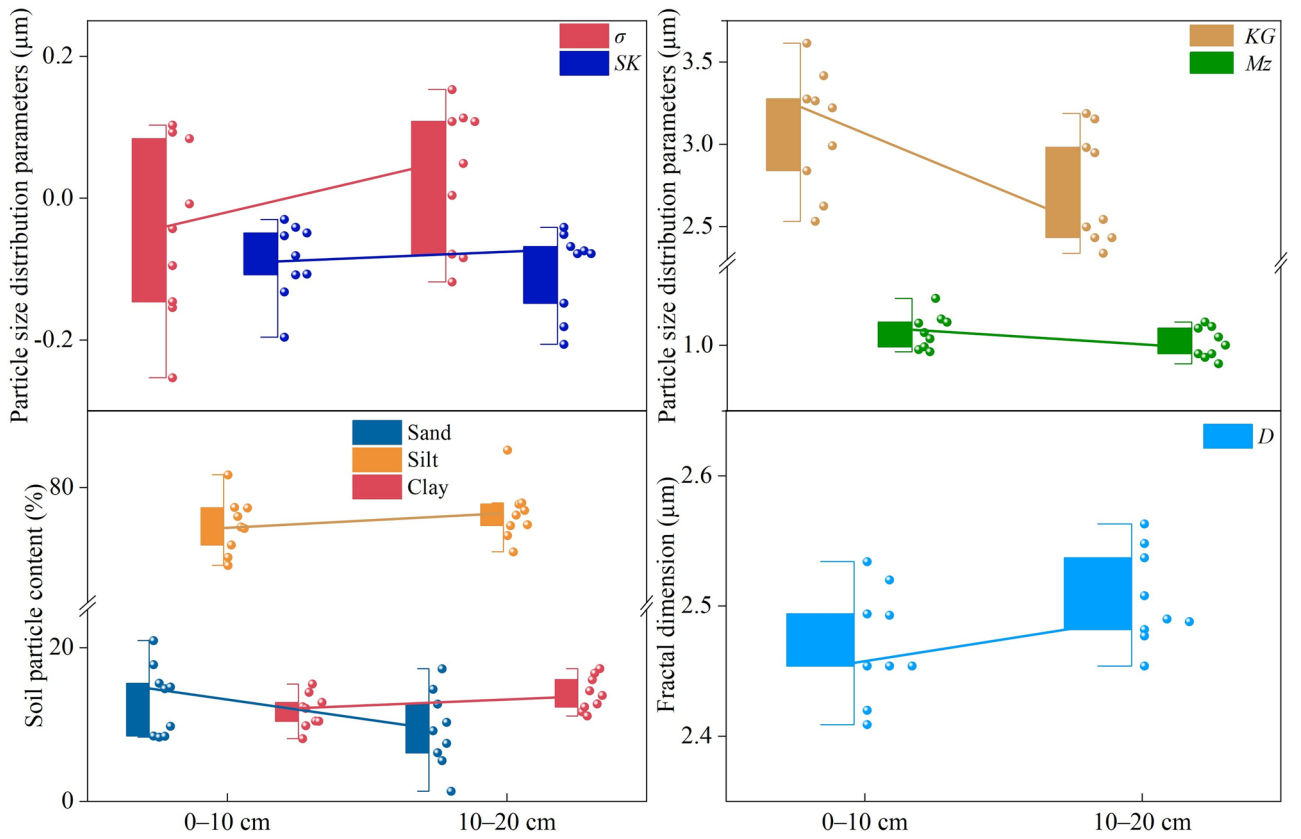 Particle size distribution parameters (μm)
0.2
0.0
-0.2
σ
SK
Particle size distribution parameters (μm)
3.5
3.0
2.5
1.0
KG
Mz
Soil particle content (%)
80
20
0
Sand
Silt
Clay
0–10 cm
10–20 cm
Fractal dimension (μm)
2.6
2.5
2.4
D
0–10 cm
10–20 cm